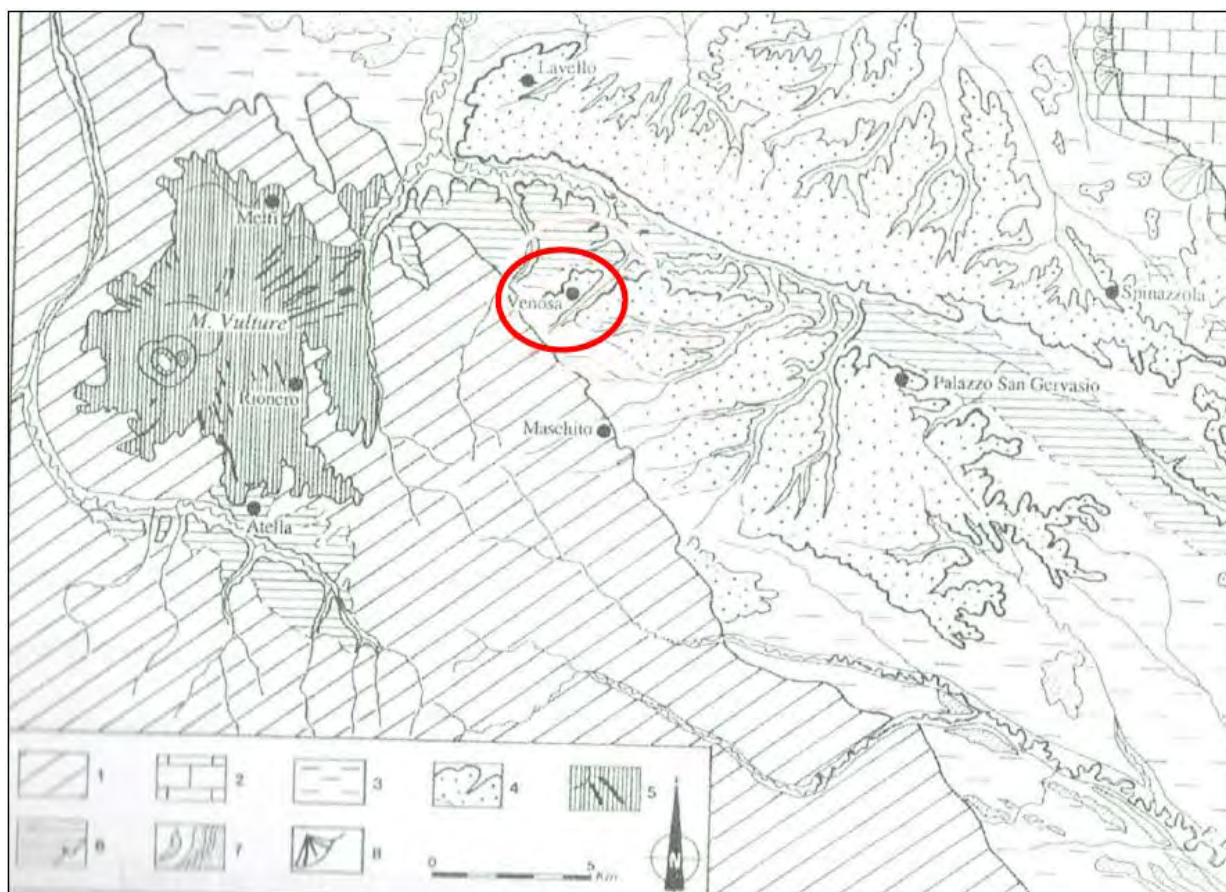 Lavello
Melfi
Venosa
Spinazzola
M. Vulture
Rionero
Palazzo San Gervasio
Maschito
Atella
1
2
3
4
5
6
7
8
0
5
Km
N